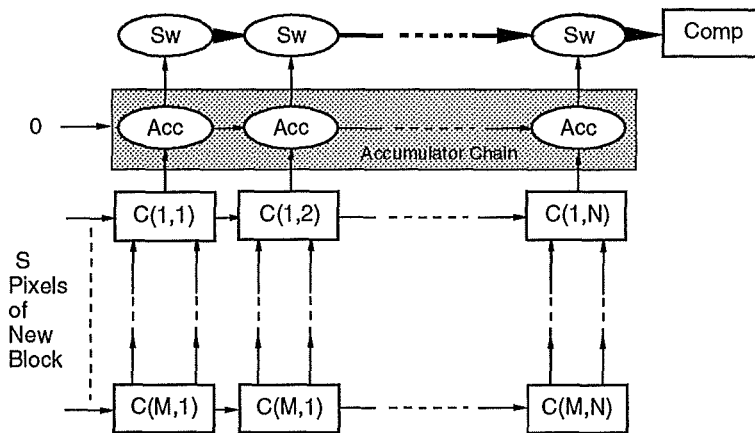 Sw Sw Sw Comp
0 Acc Acc Acc
Accumulator Chain
C(1,1) C(1,2) C(1,N)
S
Pixels
of
New
Block
C(M,1) C(M,1) C(M,N)